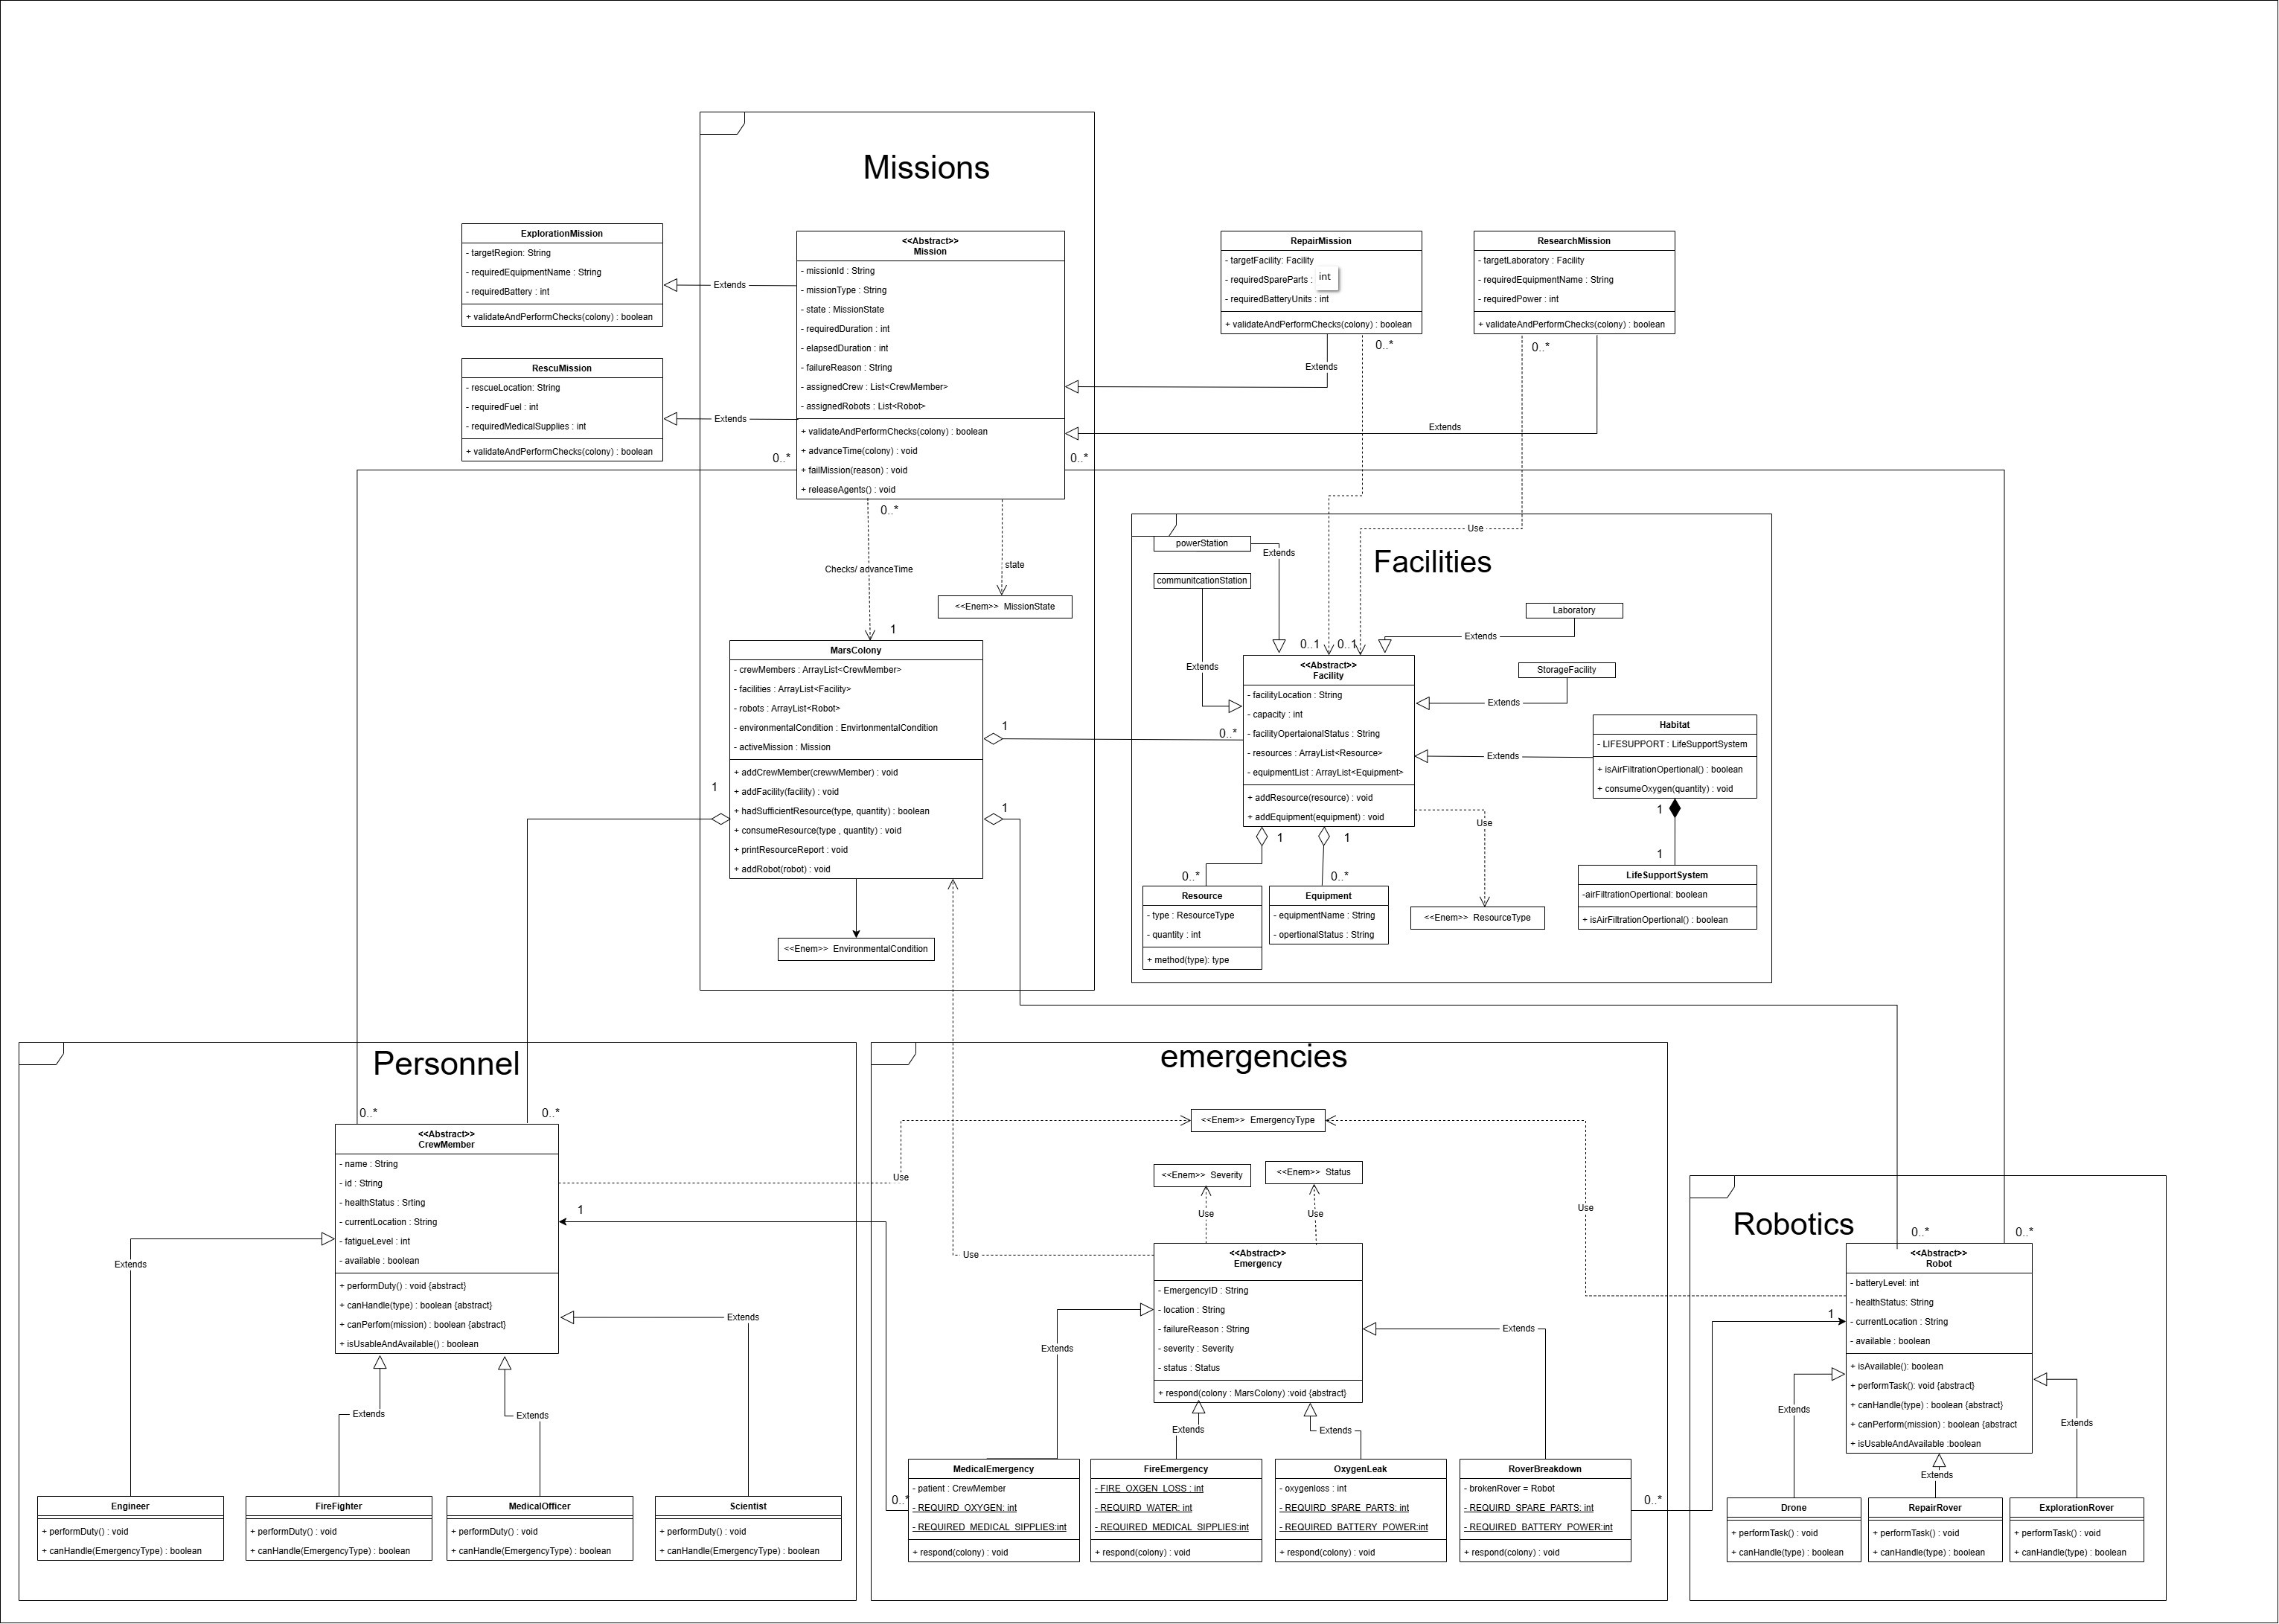 Missions
ExplorationMission
- targetRegion: String
- requiredEquipmentName : String
- requiredBattery : int
+ validateAndPerformChecks(colony) : boolean
Extends
RescuMission
- rescueLocation: String
- requiredFuel : int
- requiredMedicalSupplies : int
+ validateAndPerformChecks(colony) : boolean
Extends
<<Abstract>>
Mission
- missionId : String
- missionType : String
- state : MissionState
- requiredDuration : int
- elapsedDuration : int
- failureReason : String
- assignedCrew : List<CrewMember>
- assignedRobots : List<Robot>
+ validateAndPerformChecks(colony) : boolean
+ advanceTime(colony) : void
+ failMission(reason) : void
+ releaseAgents() : void
0..*
0..*
0..*
RepairMission
- targetFacility: Facility
- requiredSpareParts :
int
- requiredBatteryUnits : int
+ validateAndPerformChecks(colony) : boolean
0..*
Extends
ResearchMission
- targetLaboratory : Facility
- requiredEquipmentName : String
- requiredPower : int
+ validateAndPerformChecks(colony) : boolean
0..*
Extends
Use
Checks/ advanceTime
state
<<Enem>> MissionState
1
MarsColony
- crewMembers : ArrayList<CrewMember>
- facilities : ArrayList<Facility>
- robots : ArrayList<Robot>
- environmentalCondition : EnvirtonmentalCondition
- activeMission : Mission
+ addCrewMember(crewwMember) : void
+ addFacility(facility) : void
+ hadSufficientResource(type, quantity) : boolean
+ consumeResource(type , quantity) : void
+ printResourceReport : void
+ addRobot(robot) : void
1
1
1
<<Enem>> EnvironmentalCondition
Facilities
powerStation
Extends
communitcationStation
Extends
Laboratory
Extends
StorageFacility
Extends
0..1
0..1
0..*
<<Abstract>>
Facility
- facilityLocation : String
- capacity : int
- facilityOpertaionalStatus : String
- resources : ArrayList<Resource>
- equipmentList : ArrayList<Equipment>
+ addResource(resource) : void
+ addEquipment(equipment) : void
Habitat
- LIFESUPPORT : LifeSupportSystem
+ isAirFiltrationOpertional() : boolean
+ consumeOxygen(quantity) : void
Extends
1
1
LifeSupportSystem
-airFiltrationOpertional: boolean
+ isAirFiltrationOpertional() : boolean
Use
<<Enem>> ResourceType
1
1
0..*
0..*
Resource
- type : ResourceType
- quantity : int
+ method(type): type
Equipment
- equipmentName : String
- opertionalStatus : String
Personnel
0..*
0..*
<<Abstract>>
CrewMember
- name : String
- id : String
- healthStatus : Srting
- currentLocation : String
- fatigueLevel : int
- available : boolean
+ performDuty() : void {abstract}
+ canHandle(type) : boolean {abstract}
+ canPerfom(mission) : boolean {abstract}
+ isUsableAndAvailable() : boolean
1
Use
Extends
Extends
Extends
Extends
Engineer
+ performDuty() : void
+ canHandle(EmergencyType) : boolean
FireFighter
+ performDuty() : void
+ canHandle(EmergencyType) : boolean
MedicalOfficer
+ performDuty() : void
+ canHandle(EmergencyType) : boolean
Scientist
+ performDuty() : void
+ canHandle(EmergencyType) : boolean
emergencies
<<Enem>> EmergencyType
<<Enem>> Severity
<<Enem>> Status
Use
Use
Use
Use
<<Abstract>>
Emergency
- EmergencyID : String
- location : String
- failureReason : String
- severity : Severity
- status : Status
+ respond(colony : MarsColony) :void {abstract}
Extends
Extends
Extends
Extends
0..*
MedicalEmergency
- patient : CrewMember
- REQUIRD_OXYGEN: int
- REQUIRED_MEDICAL_SIPPLIES:int
+ respond(colony) : void
FireEmergency
- FIRE_OXGEN_LOSS : int
- REQUIRD_WATER: int
- REQUIRED_MEDICAL_SIPPLIES:int
+ respond(colony) : void
OxygenLeak
- oxygenloss : int
- REQUIRD_SPARE_PARTS: int
- REQUIRED_BATTERY_POWER:int
+ respond(colony) : void
RoverBreakdown
- brokenRover = Robot
- REQUIRD_SPARE_PARTS: int
- REQUIRED_BATTERY_POWER:int
+ respond(colony) : void
0..*
Robotics
0..*
0..*
<<Abstract>>
Robot
- batteryLevel: int
- healthStatus: String
- currentLocation : String
- available : boolean
+ isAvailable(): boolean
+ performTask(): void {abstract}
+ canHandle(type) : boolean {abstract}
+ canPerform(mission) : boolean {abstract
+ isUsableAndAvailable :boolean
1
Extends
Extends
Extends
Drone
+ performTask() : void
+ canHandle(type) : boolean
RepairRover
+ performTask() : void
+ canHandle(type) : boolean
ExplorationRover
+ performTask() : void
+ canHandle(type) : boolean